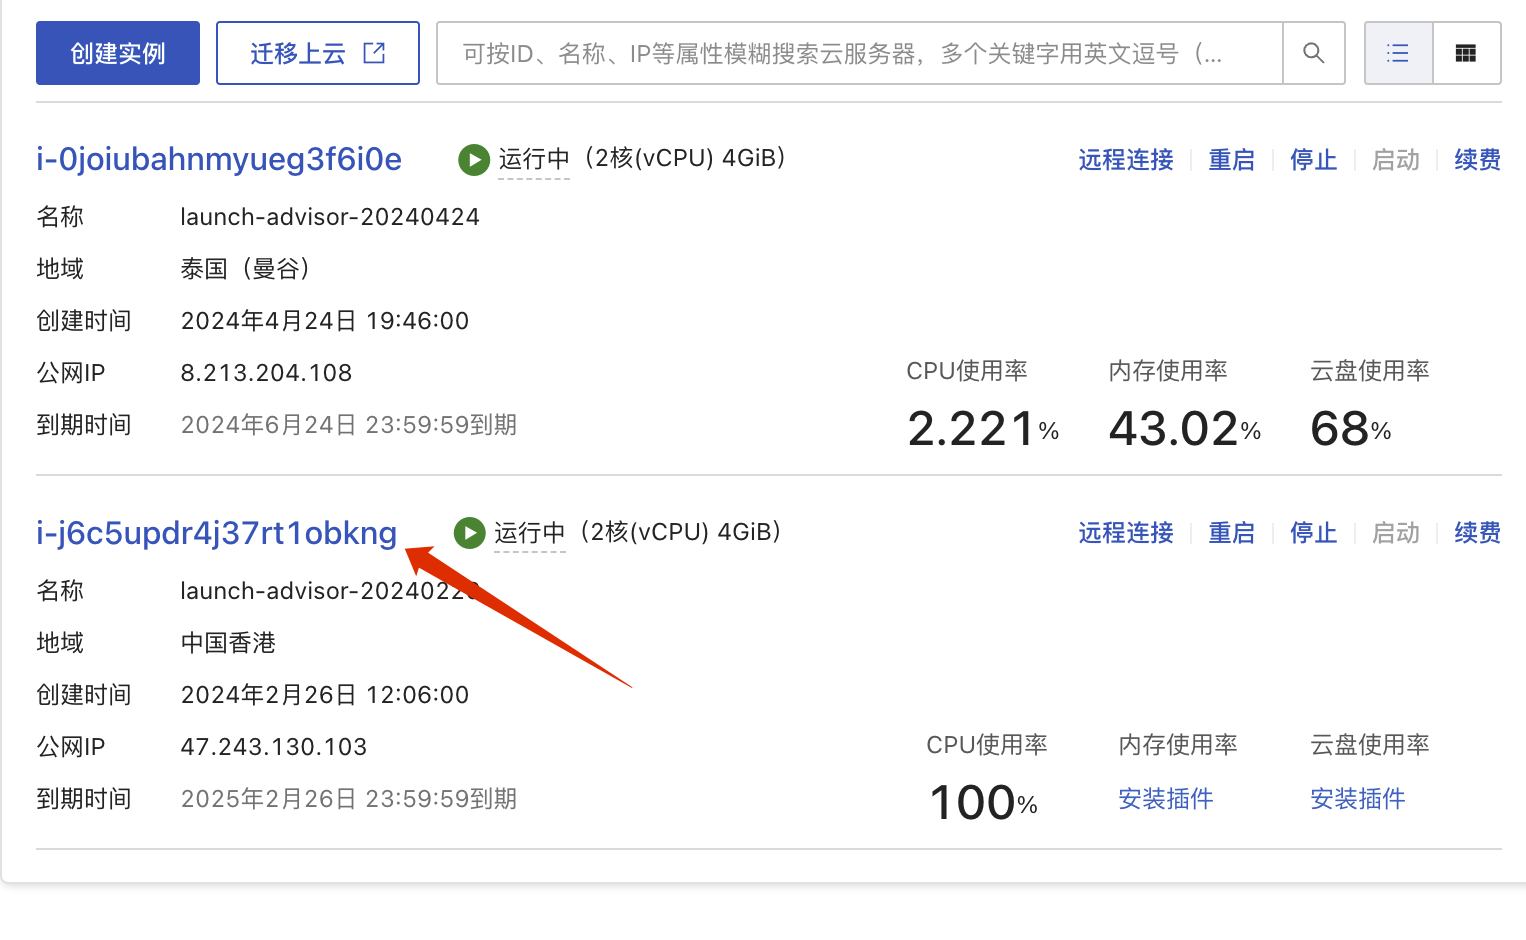 创建实例 迁移上云 可按ID、名称、IP等属性模糊搜索云服务器，多个关键字用英文逗号（...
i-0joiubahnmyueg3f6i0e 运行中（2核(vCPU) 4GiB） 远程连接 重启 停止 启动 续费
名称 launch-advisor-20240424
地域 泰国（曼谷）
创建时间 2024年4月24日 19:46:00
公网IP 8.213.204.108 CPU使用率 内存使用率 云盘使用率
到期时间 2024年6月24日 23:59:59到期 2.221% 43.02% 68%
i-j6c5updr4j37rt1obkng 运行中（2核(vCPU) 4GiB） 远程连接 重启 停止 启动 续费
名称
地域 中国香港
创建时间 2024年2月26日 12:06:00
公网IP 47.243.130.103 CPU使用率 内存使用率 云盘使用率
到期时间 2025年2月26日 23:59:59到期 100% 安装插件 安装插件